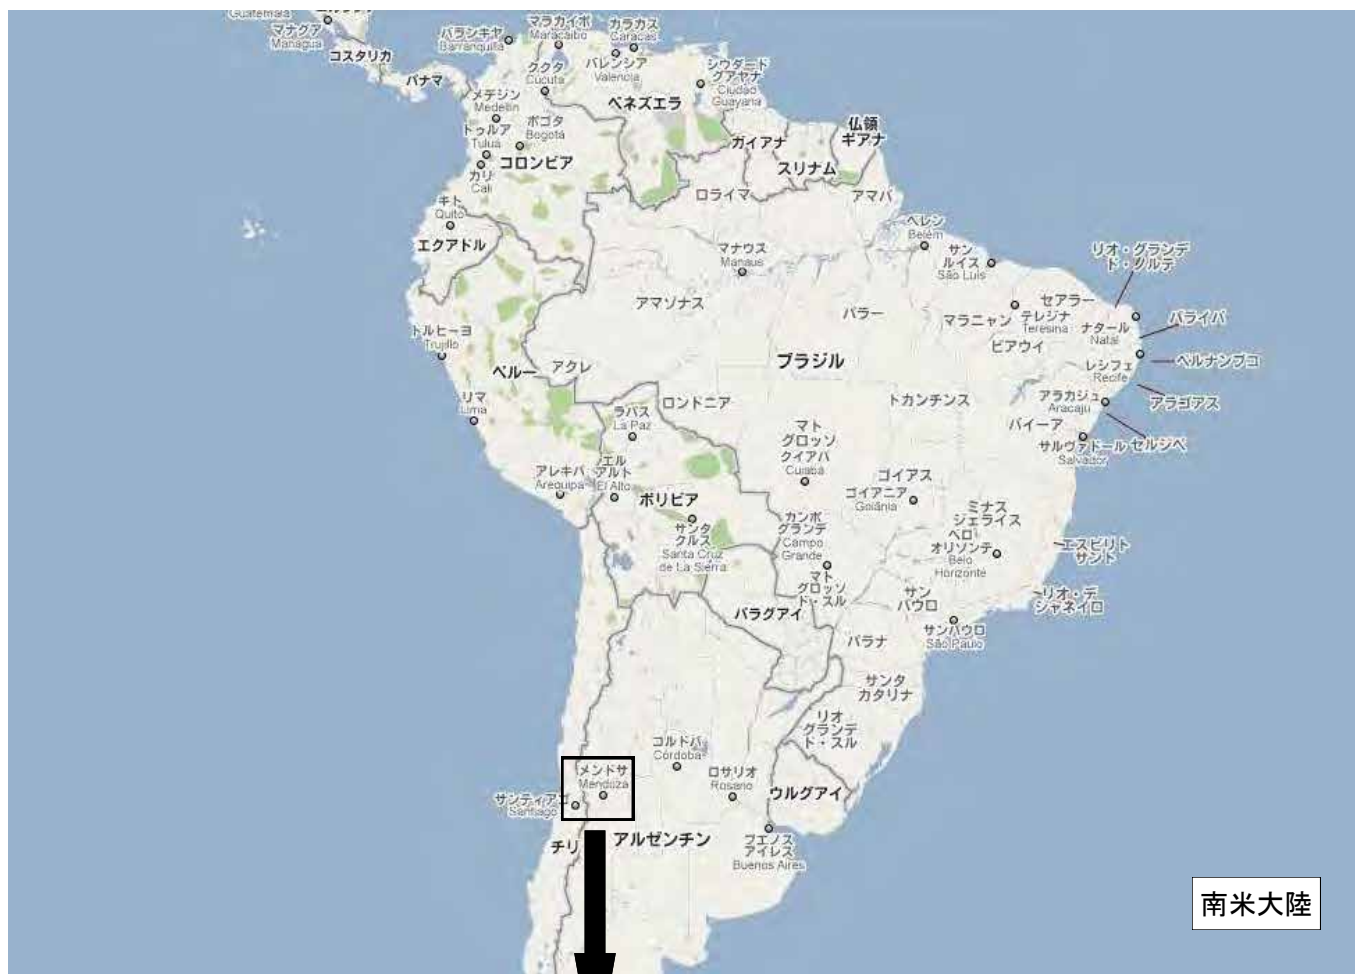 Guatemala
マナグア
Managua
コスタリカ
パナマ
バランキヤ
Barranquilla
マラカイボ
Maracaibo
カラカス
Caracas
ククタ
Cucuta
バレンシア
Valencia
シウダード
グアヤナ
Ciudad
Guayana
ベネズエラ
メデジン
Medellin
ボゴタ
Bogotá
トゥルア
Tuluá
コロンビア
カリ
Cali
ガイアナ
スリナム
仏領
ギアナ
ロライマ
アマパ
キト
Quito
エクアドル
マナウス
Manaus
ベレン
Belém
サン
ルイス
São Luís
リオ・グランデ
ド・ノルテ
アマゾナス
パラー
マラニャン
セアラー
テレジナ
Teresina
ピアウイ
ナタール
Natal
パライバ
トルヒーヨ
Trujillo
ペルー
アクレ
ブラジル
レシフェ
Recife
ペルナンブコ
リマ
Lima
ラパス
La Paz
ロンドニア
トカンチンス
アラカジュ
Aracaju
アラゴアス
マト
グロッソ
クイアバ
Cuiabá
バイーア
サルヴァドール
Salvador
セルジペ
アレキパ
Arequipa
エル
アルト
El Alto
ボリビア
ゴイアス
ゴイアニア
Goiânia
サンタ
クルス
Santa Cruz
de La Sierra
カンポ
グランデ
Campo
Grande
ミナス
ジェライス
ベロ
オリゾンテ
Belo
Horizonte
エスピリト
サント
マト
グロッソ
ド・スル
サン
パウロ
リオ・デ
ジャネイロ
パラグアイ
サンパウロ
São Paulo
パラナ
サンタ
カタリナ
リオ
グランデ
ド・スル
コルドバ
Córdoba
メンドサ
Mendoza
ロサリオ
Rosario
ウルグアイ
サンティアゴ
Santiago
チリ
アルゼンチン
ブエノス
アイレス
Buenos Aires
南米大陸